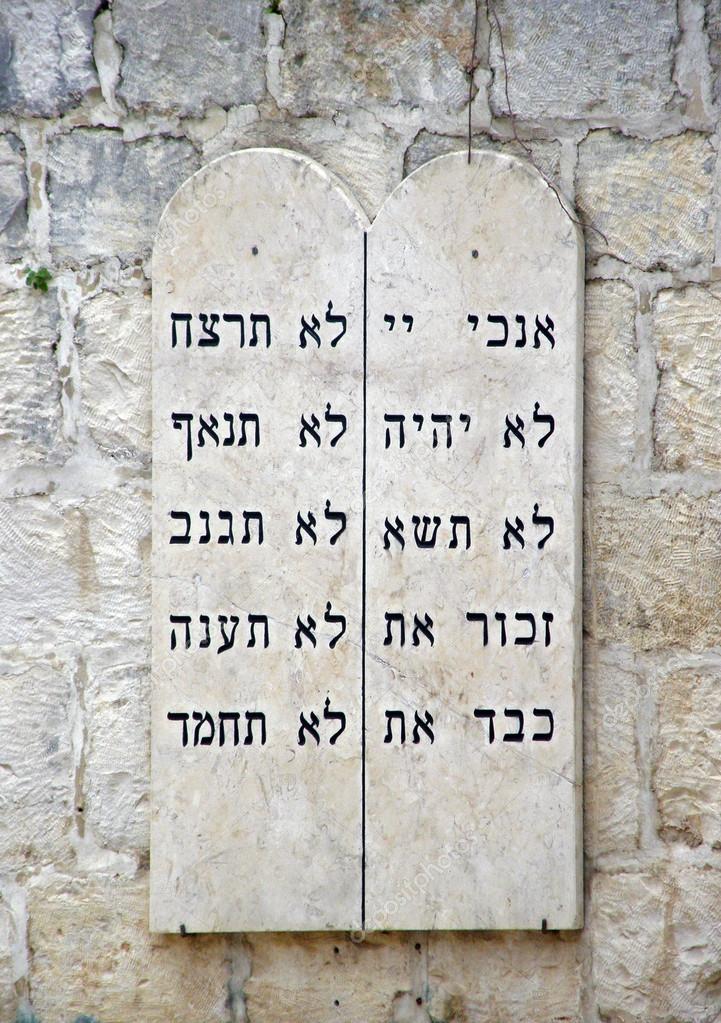 אנכי יי
לא יהיה
לא תשא
זכור את
כבד את
לא תרצח
לא תנאף
לא תגנב
לא תענה
לא תחמד